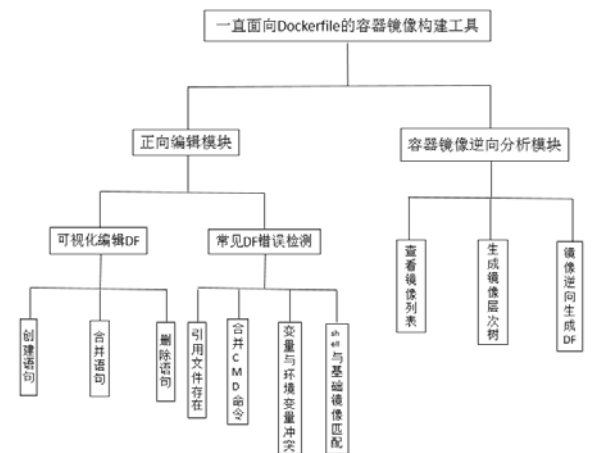 一直面向Dockerfile的容器镜像构建工具
正向编辑模块
容器镜像逆向分析模块
可视化编辑DF
常见DF错误检测
查看镜像列表
生成镜像层次树
镜像逆向生成DF
创建语句
合并语句
删除语句
引用文件存在
合并CMD命令
变量与环境变量冲突
shell与基础镜像匹配